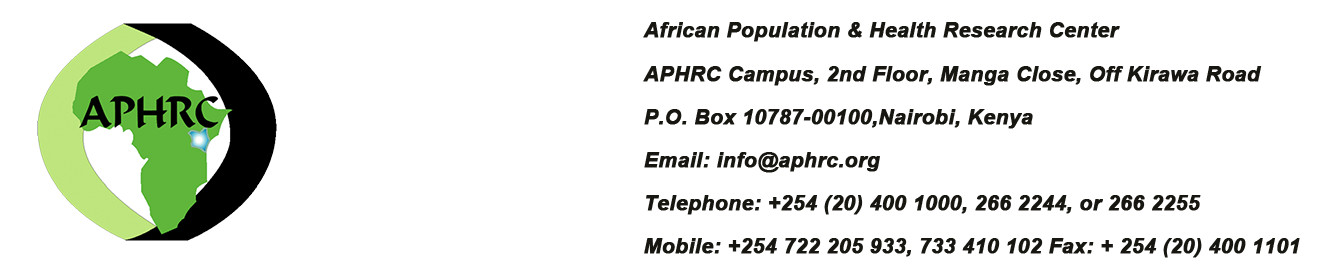 APHRC
African Population & Health Research Center
APHRC Campus, 2nd Floor, Manga Close, Off Kirawa Road
P.O. Box 10787-00100,Nairobi, Kenya
Email: info@aphrc.org
Telephone: +254 (20) 400 1000, 266 2244, or 266 2255
Mobile: +254 722 205 933, 733 410 102 Fax: + 254 (20) 400 1101